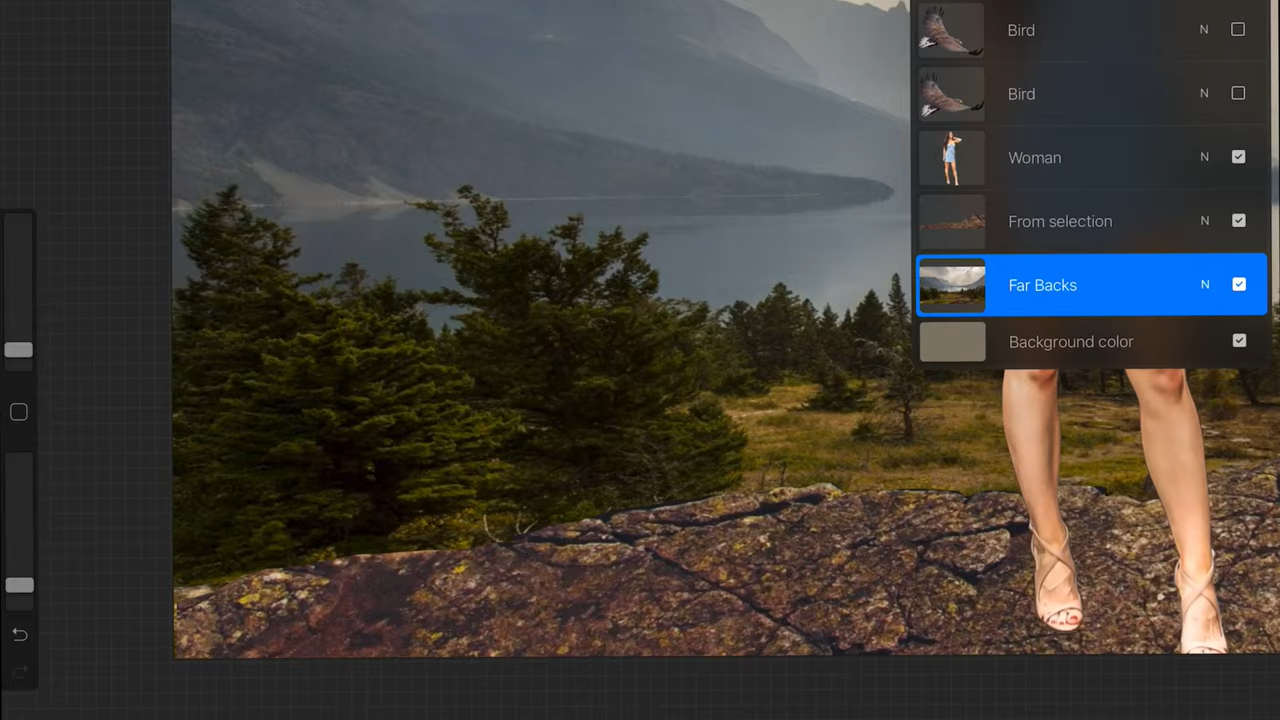 Bird N
Bird N
Woman N
From selection N
Far Backs N
Background color